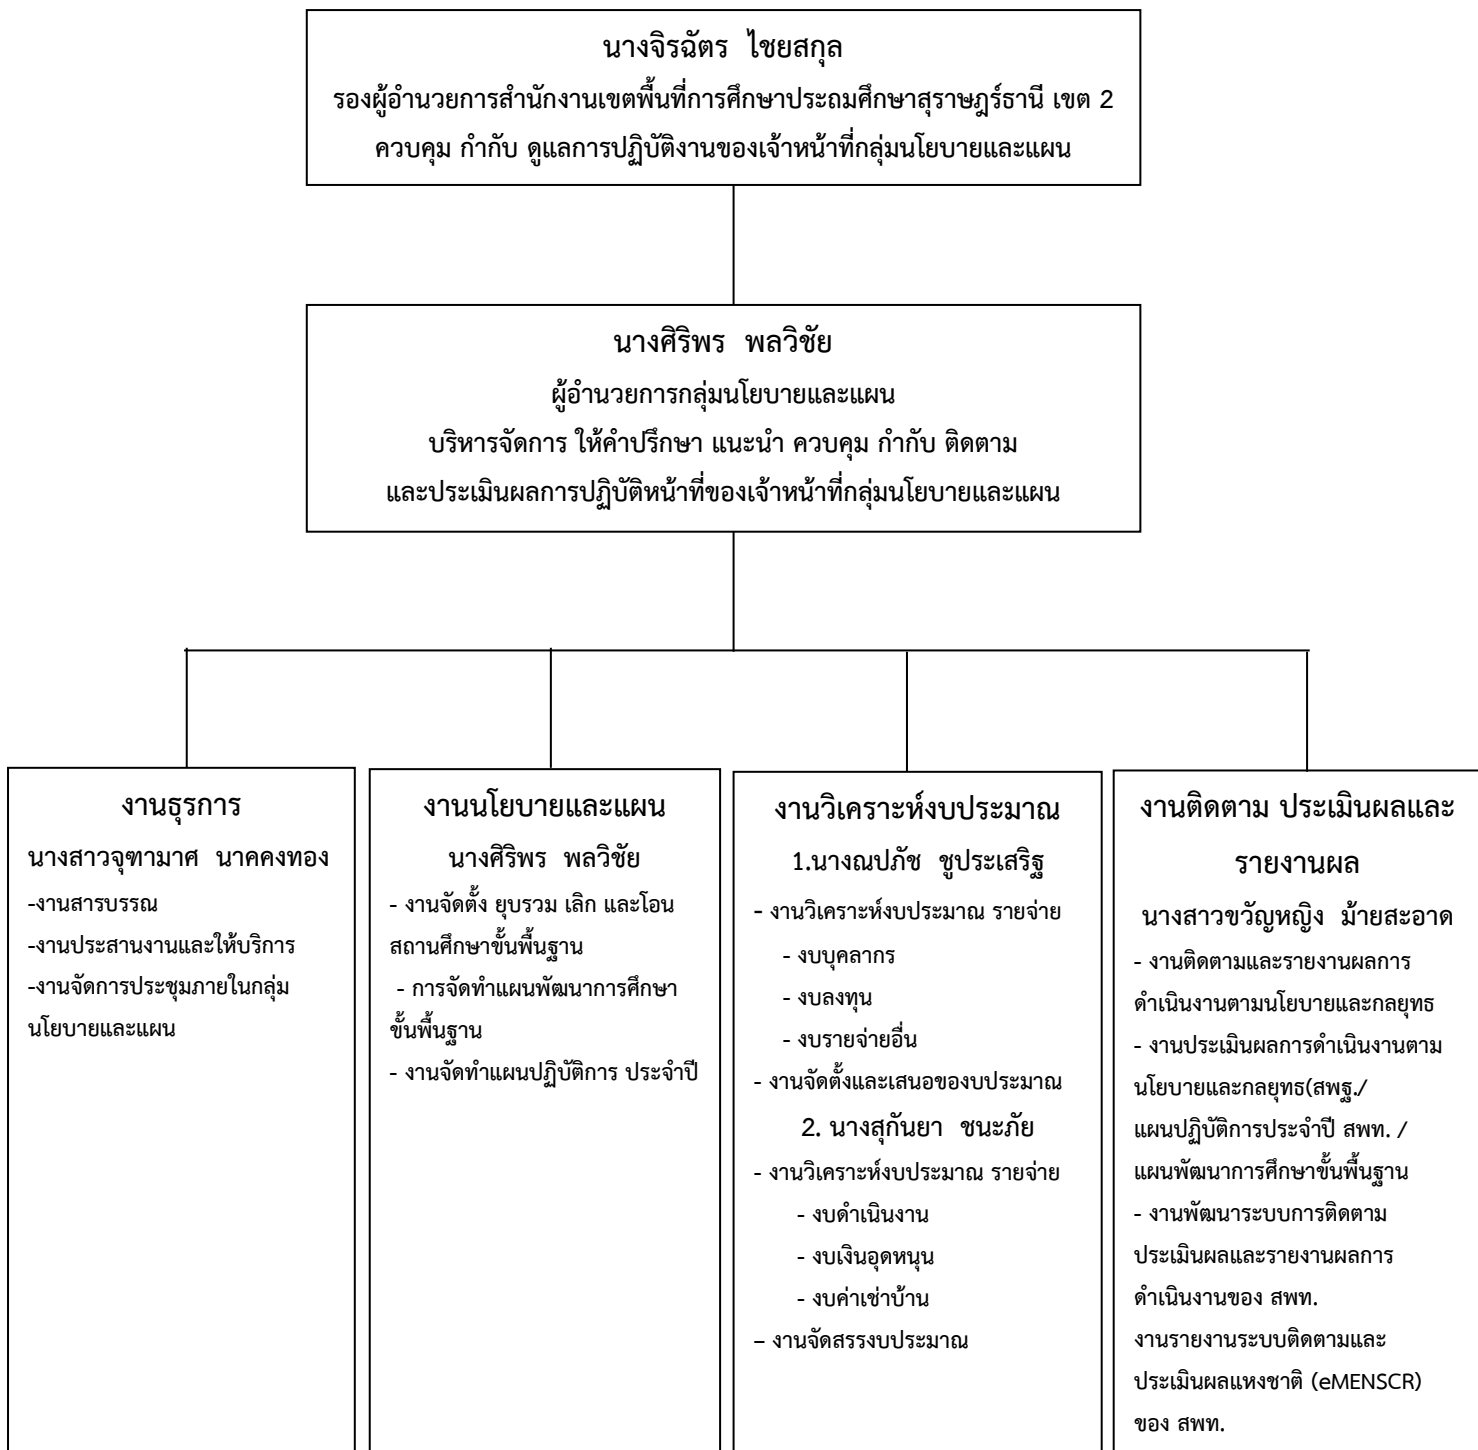 นางจิรฉัตร ไชยสกุล
รองผู้อำนวยการสำนักงานเขตพื้นที่การศึกษาประถมศึกษาสุราษฎร์ธานี เขต 2
ควบคุม กำกับ ดูแลการปฏิบัติงานของเจ้าหน้าที่กลุ่มนโยบายและแผน
นางศิริพร พลวิชัย
ผู้อำนวยการกลุ่มนโยบายและแผน
บริหารจัดการ ให้คำปรึกษา แนะนำ ควบคุม กำกับ ติดตาม
และประเมินผลการปฏิบัติหน้าที่ของเจ้าหน้าที่กลุ่มนโยบายและแผน
งานธุรการ
นางสาวจุฑามาศ นาคคงทอง
-งานสารบรรณ
-งานประสานงานและให้บริการ
-งานจัดการประชุมภายในกลุ่ม
นโยบายและแผน
งานนโยบายและแผน
นางศิริพร พลวิชัย
- งานจัดตั้ง ยุบรวม เลิก และโอน
สถานศึกษาขั้นพื้นฐาน
- การจัดทำแผนพัฒนาการศึกษา
ขั้นพื้นฐาน
- งานจัดทำแผนปฏิบัติการ ประจำปี
งานวิเคราะห์งบประมาณ
1.นางณปภัช ชูประเสริฐ
- งานวิเคราะห์งบประมาณ รายจ่าย
- งบบุคลากร
- งบลงทุน
- งบรายจ่ายอื่น
- งานจัดตั้งและเสนอของบประมาณ
2. นางสุกันยา ชนะภัย
- งานวิเคราะห์งบประมาณ รายจ่าย
- งบดำเนินงาน
- งบเงินอุดหนุน
- งบค่าเช่าบ้าน
– งานจัดสรรงบประมาณ
งานติดตาม ประเมินผลและ
รายงานผล
นางสาวขวัญหญิง ม้ายสะอาด
- งานติดตามและรายงานผลการ
ดำเนินงานตามนโยบายและกลยุทธ
- งานประเมินผลการดำเนินงานตาม
นโยบายและกลยุทธ(สพฐ./
แผนปฏิบัติการประจำปี สพท. /
แผนพัฒนาการศึกษาขั้นพื้นฐาน
- งานพัฒนาระบบการติดตาม
ประเมินผลและรายงานผลการ
ดำเนินงานของ สพท.
งานรายงานระบบติดตามและ
ประเมินผลแหงชาติ (eMENSCR)
ของ สพท.